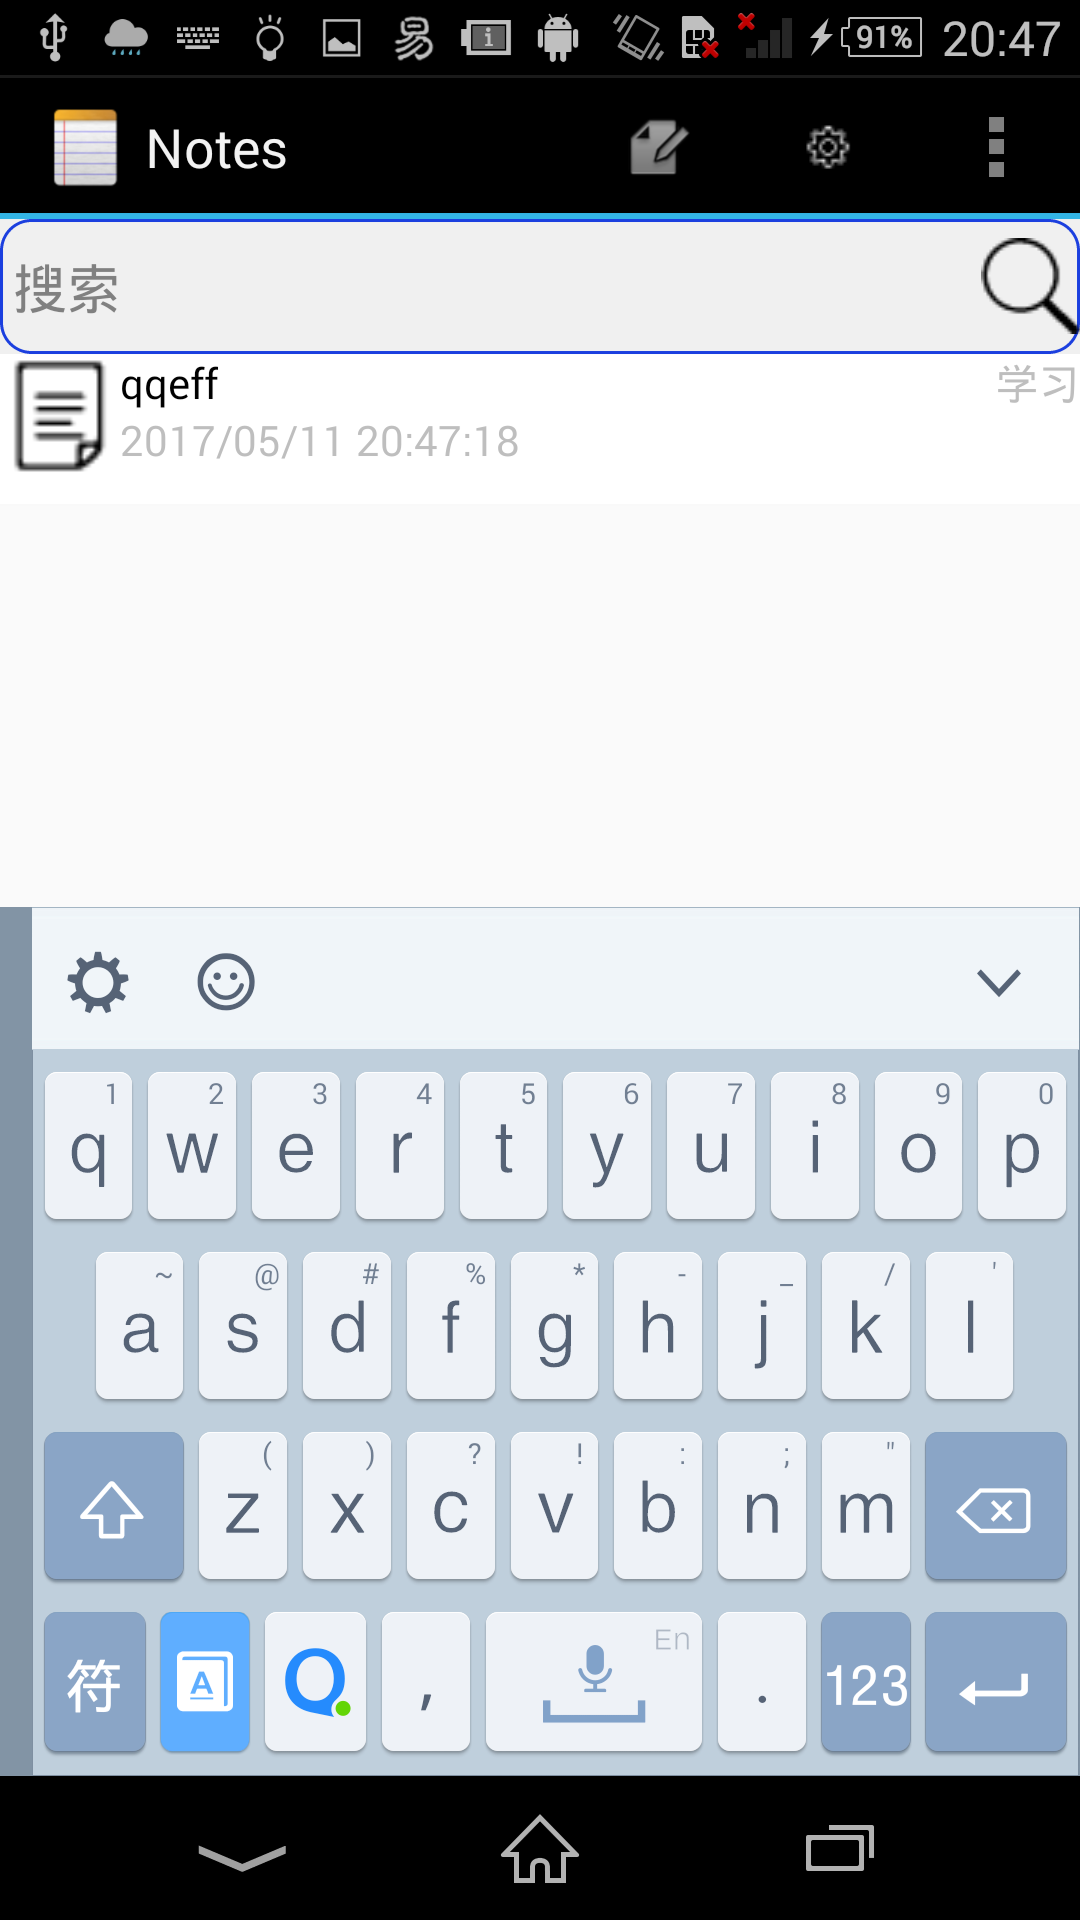 91% 20:47
Notes
搜索
qqeff 学习
2017/05/11 20:47:18
1 2 3 4 5 6 7 8 9 0
q w e r t y u i o p
~ @ # % * - _ / '
a s d f g h j k l
( ) ? ! : ; "
z x c v b n m
En
符 A Q , . 123